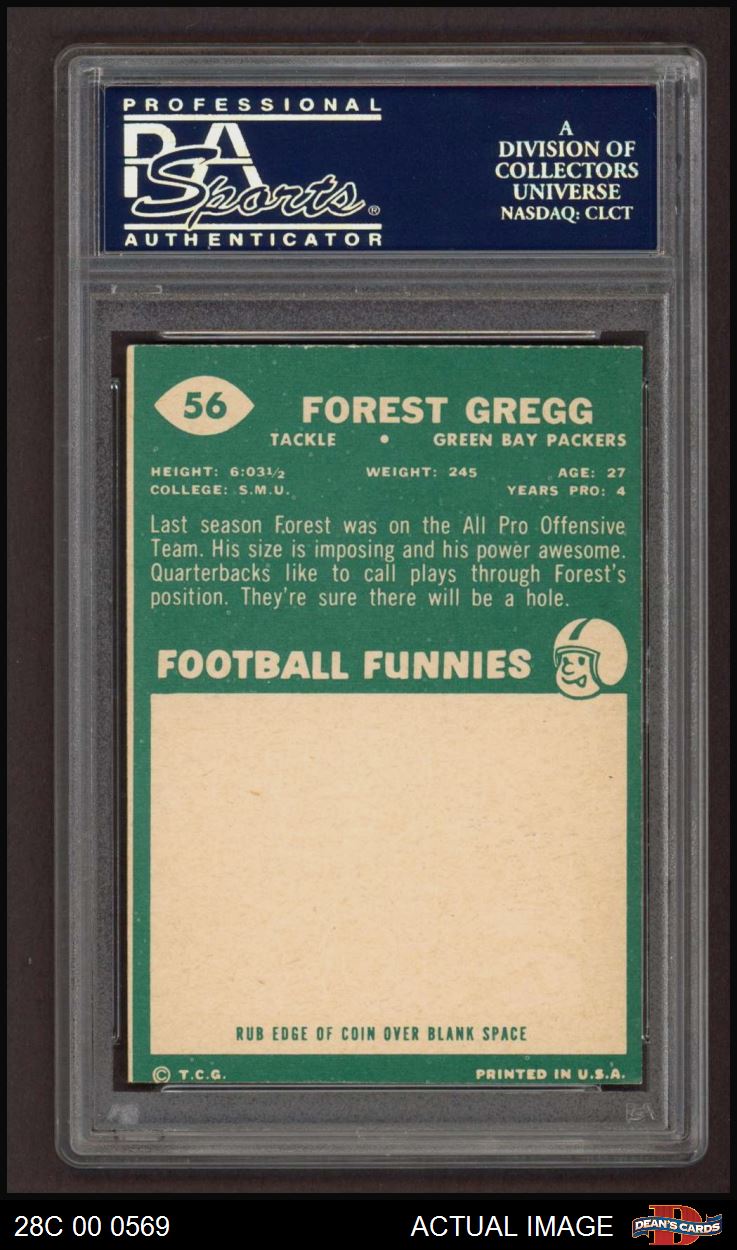 PROFESSIONAL
PSA
Sports®
AUTHENTICATOR
A
DIVISION OF
COLLECTORS
UNIVERSE
NASDAQ: CLCT
56
FOREST GREGG
TACKLE • GREEN BAY PACKERS
HEIGHT: 6:03½ WEIGHT: 245 AGE: 27
COLLEGE: S.M.U. YEARS PRO: 4
Last season Forest was on the All Pro Offensive
Team. His size is imposing and his power awesome.
Quarterbacks like to call plays through Forest's
position. They're sure there will be a hole.
FOOTBALL FUNNIES
RUB EDGE OF COIN OVER BLANK SPACE
© T.C.G. PRINTED IN U.S.A.
28C 00 0569 ACTUAL IMAGE
DEAN'S CARDS